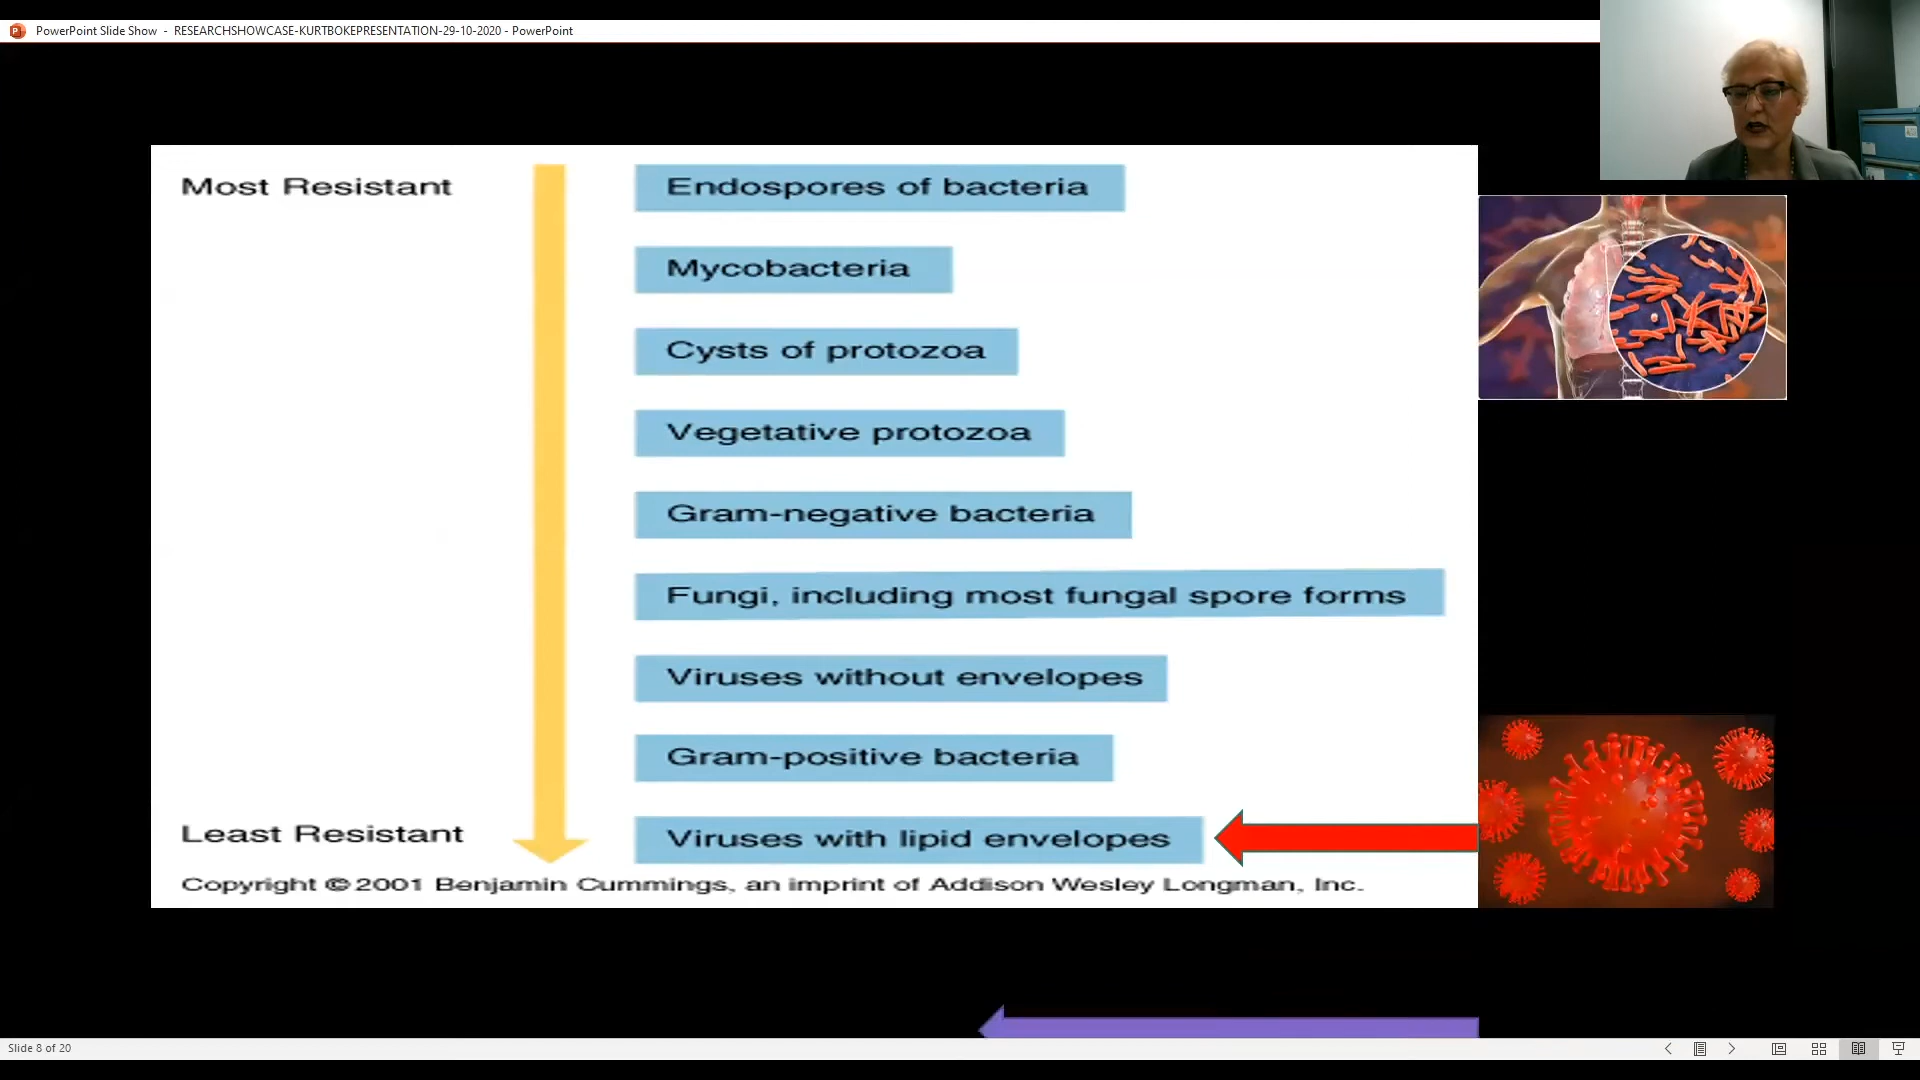 PowerPoint Slide Show - RESEARCHSHOWCASE-KURTBOKEPRESENTATION-29-10-2020 - PowerPoint
Most Resistant
Endospores of bacteria
Mycobacteria
Cysts of protozoa
Vegetative protozoa
Gram-negative bacteria
Fungi, including most fungal spore forms
Viruses without envelopes
Gram-positive bacteria
Least Resistant
Viruses with lipid envelopes
Copyright © 2001 Benjamin Cummings, an imprint of Addison Wesley Longman, Inc.
Slide 8 of 20